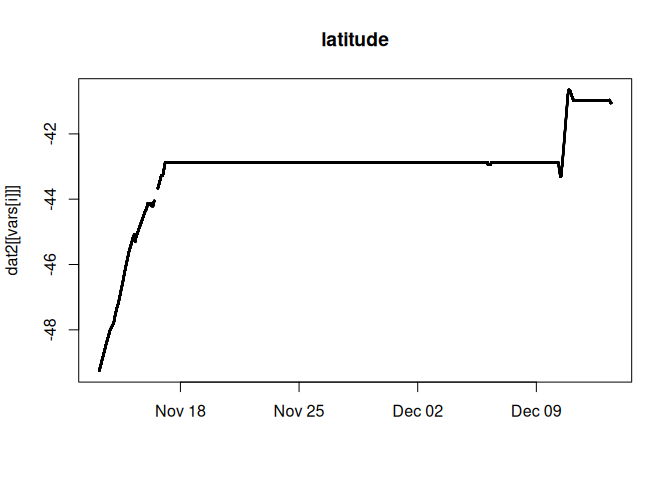 latitude
dat2[[vars[i]]]
-42
-44
-46
-48
Nov 18
Nov 25
Dec 02
Dec 09